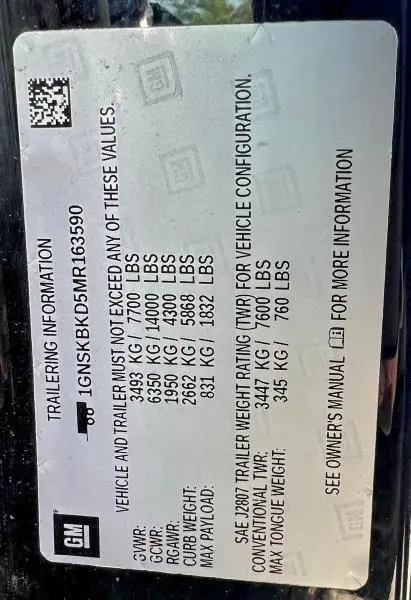 GM
TRAILERING INFORMATION
1GNSKBKD5MR163590
VEHICLE AND TRAILER MUST NOT EXCEED ANY OF THESE VALUES.
GVWR: 3493 KG / 7700 LBS
GCWR: 6350 KG / 14000 LBS
RGAWR: 1950 KG / 4300 LBS
CURB WEIGHT: 2662 KG / 5868 LBS
MAX PAYLOAD: 831 KG / 1832 LBS
SAE J2807 TRAILER WEIGHT RATING (TWR) FOR VEHICLE CONFIGURATION.
CONVENTIONAL TWR: 3447 KG / 7600 LBS
MAX TONGUE WEIGHT: 345 KG / 760 LBS
SEE OWNER'S MANUAL FOR MORE INFORMATION